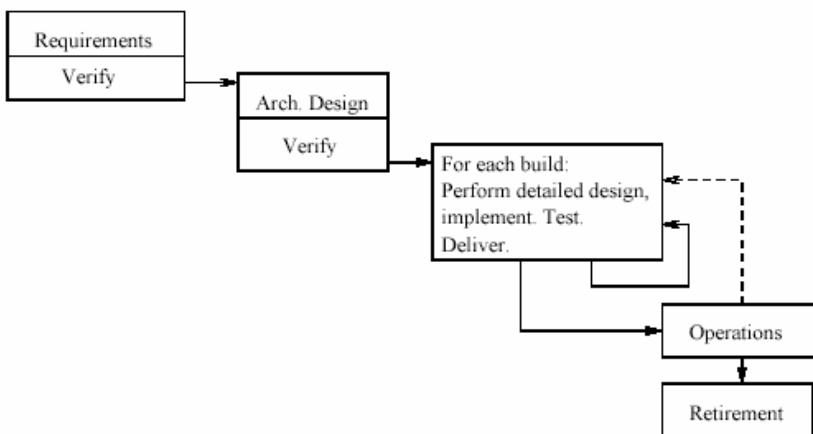 Requirements
Verify
Arch. Design
Verify
For each build:
Perform detailed design,
implement. Test.
Deliver.
Operations
Retirement